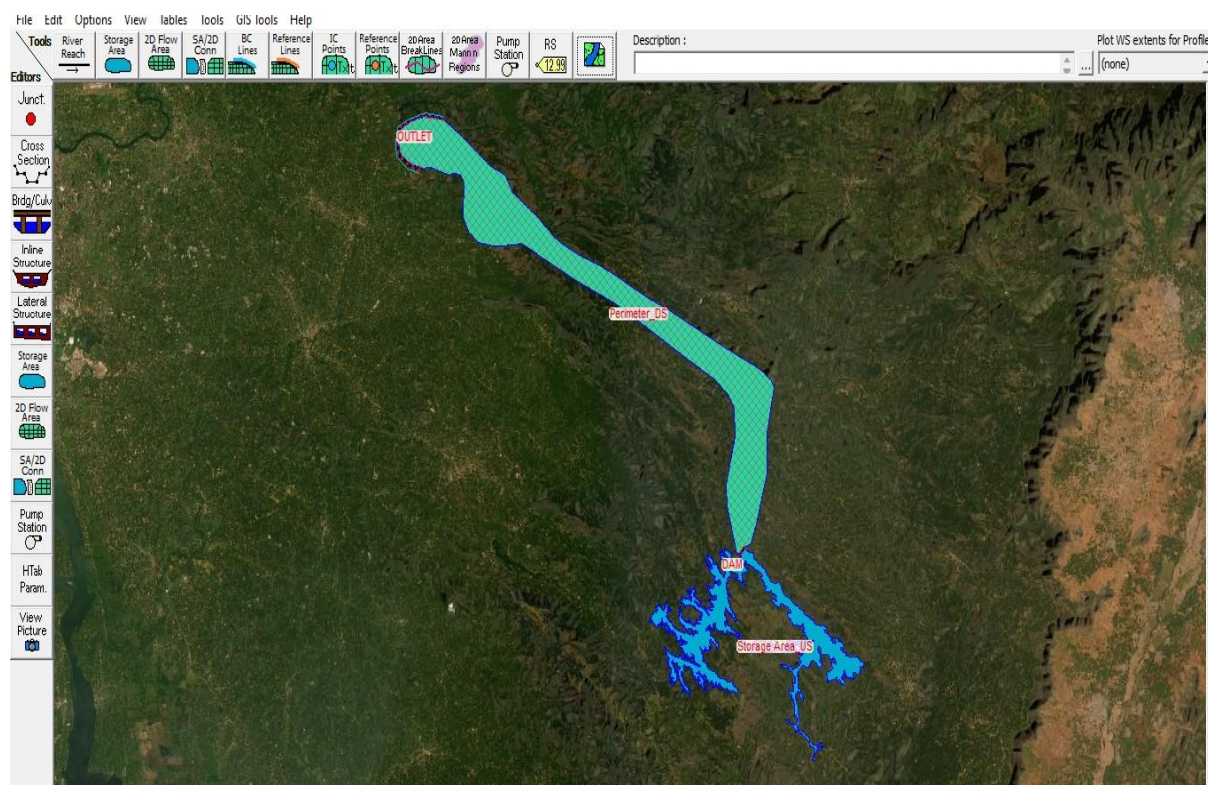 File Edit Options View Tables Tools GIS Tools Help
Tools
Editors
River
Reach
Storage
Area
2D Flow
Area
SA/2D
Conn
BC
Lines
Reference
Lines
IC
Points
Reference
Points
2D Area
BreakLines
2D Area
Mann n
Regions
Pump
Station
RS
12.99
Description :
...
Plot WS extents for Profile
(none)
Junct.
Cross
Section
Brdg/Culv
Inline
Structure
Lateral
Structure
Storage
Area
2D Flow
Area
SA/2D
Conn
Pump
Station
HTab
Param.
View
Picture
OUTLET
Perimeter_DS
DAM
Storage Area_US